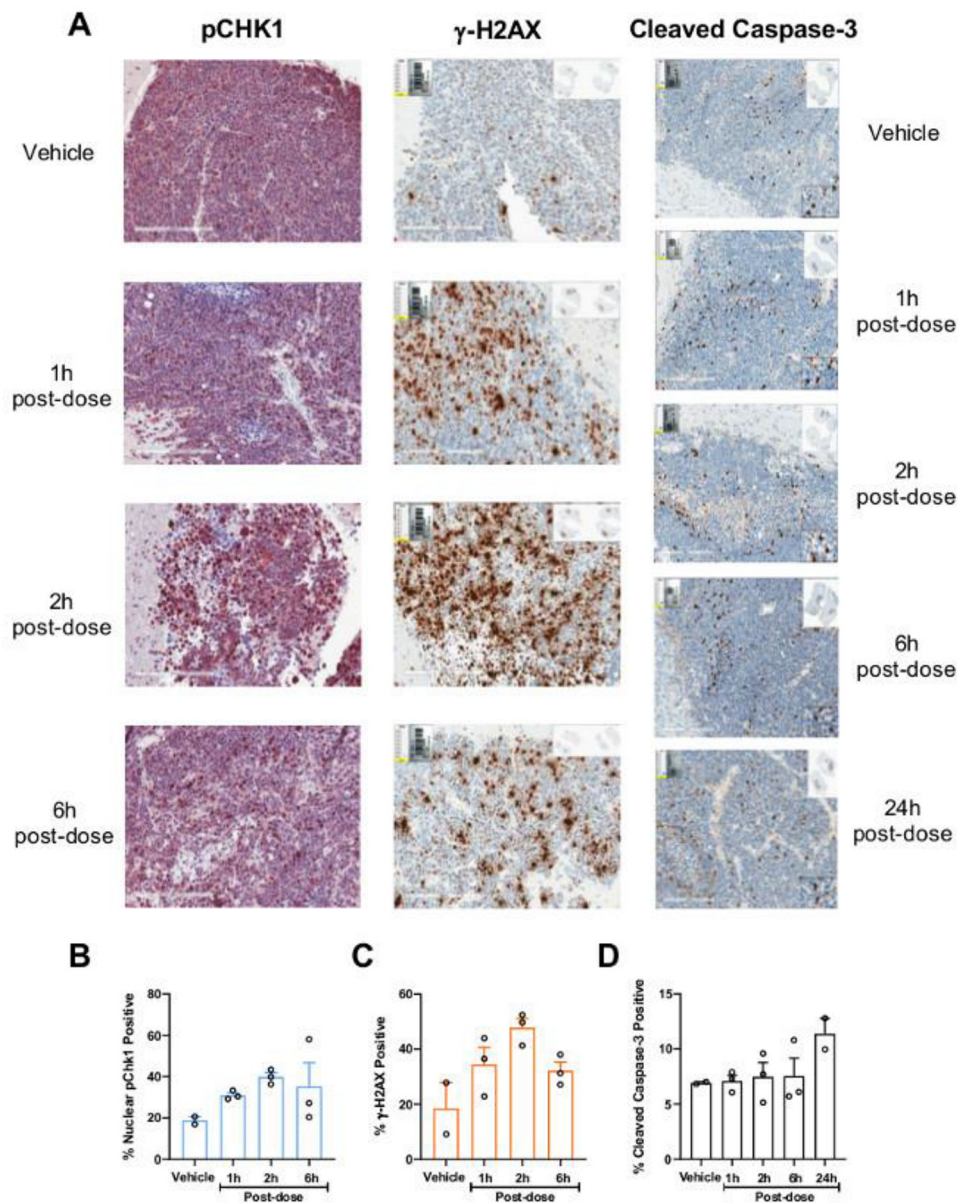 A
pCHK1
γ-H2AX
Cleaved Caspase-3
Vehicle
Vehicle
1h
post-dose
1h
post-dose
2h
post-dose
2h
post-dose
6h
post-dose
6h
post-dose
24h
post-dose
B
% Nuclear pChk1 Positive
80
60
40
20
0
Vehicle 1h 2h 6h
Post-dose
C
% γ-H2AX Positive
60
40
20
0
Vehicle 1h 2h 6h
Post-dose
D
% Cleaved Caspase-3 Positive
15
10
5
0
Vehicle 1h 2h 6h 24h
Post-dose